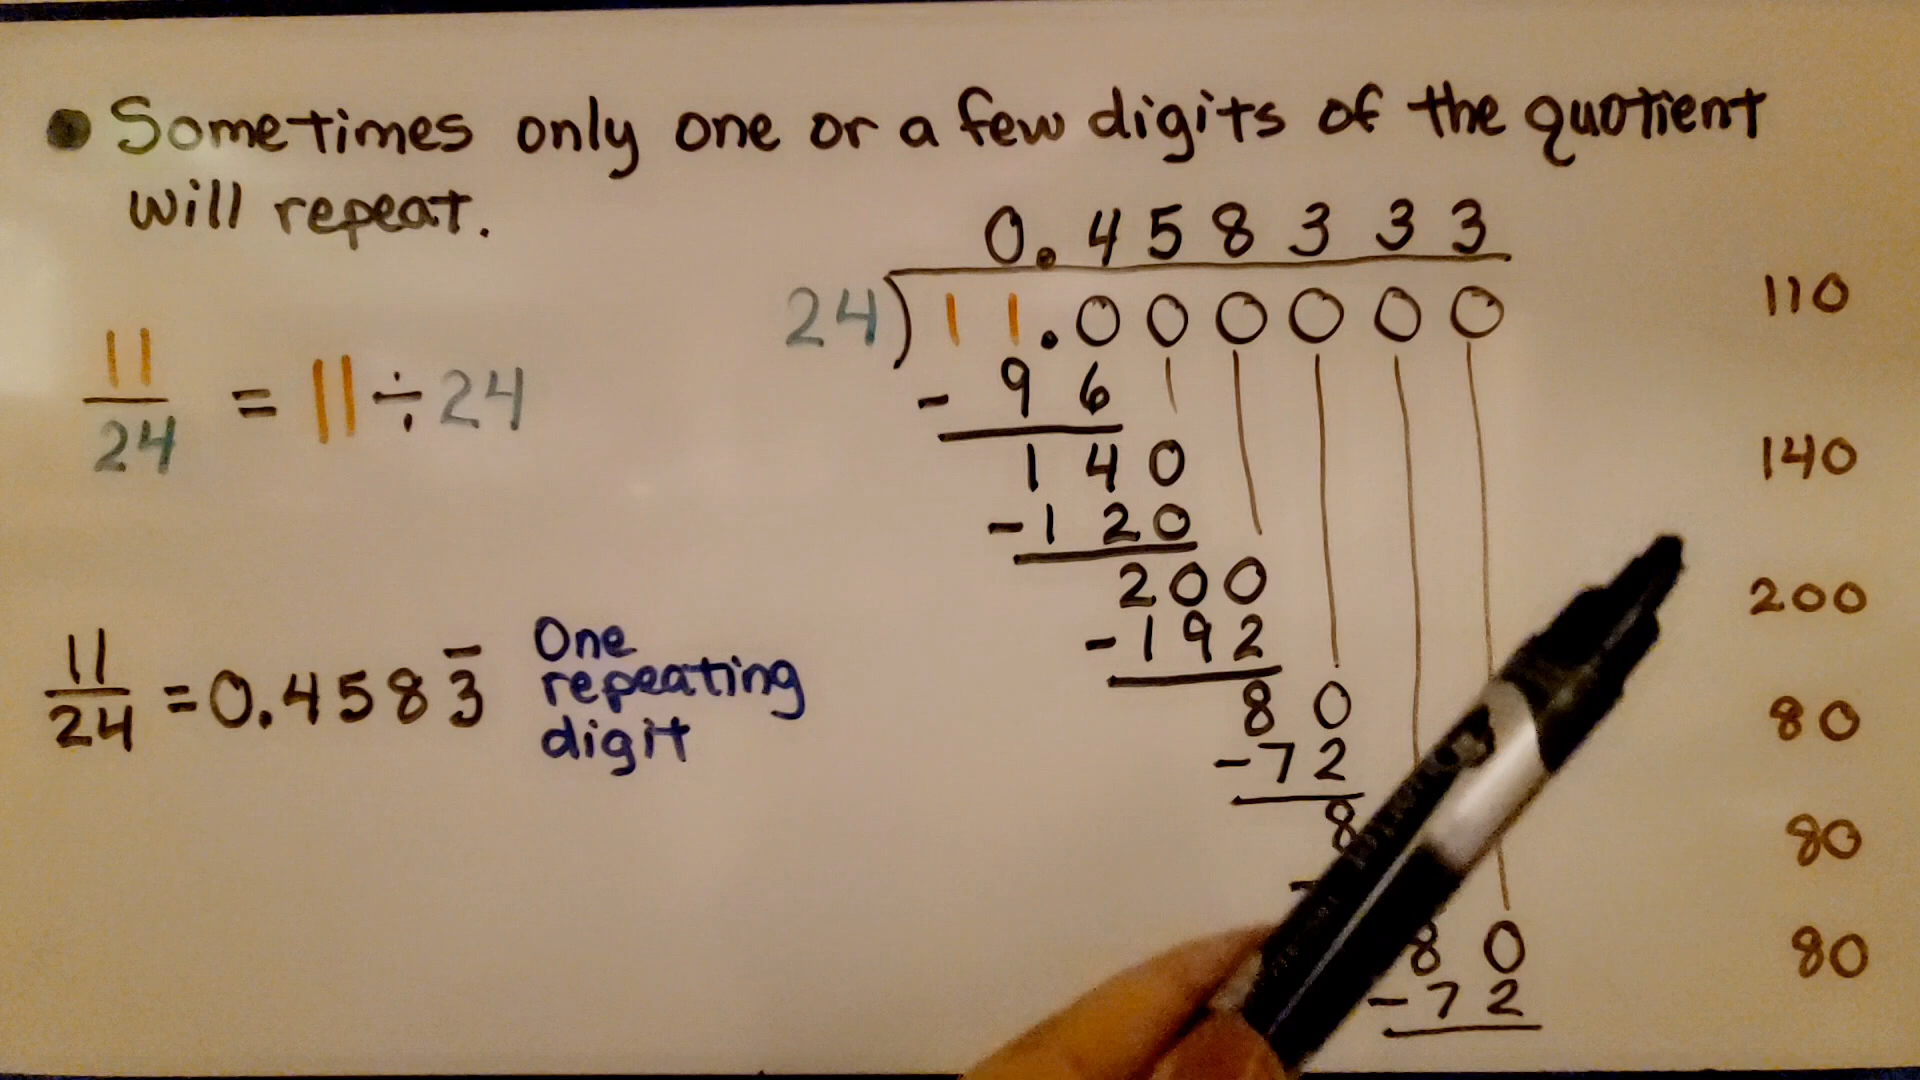 • Sometimes only one or a few digits of the quotient
will repeat.
0.458333
24)11.000000
11/24 = 11÷24
- 96
140
-120
200
-192
80
-72
8
80
-72
110
140
200
80
80
80
11/24 = 0.4583̅
One
repeating
digit